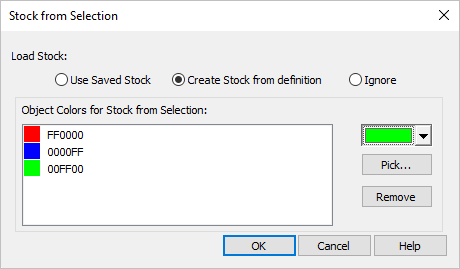 Stock from Selection
Load Stock:
Use Saved Stock Create Stock from definition Ignore
Object Colors for Stock from Selection:
FF0000
0000FF
00FF00
Pick...
Remove
OK Cancel Help